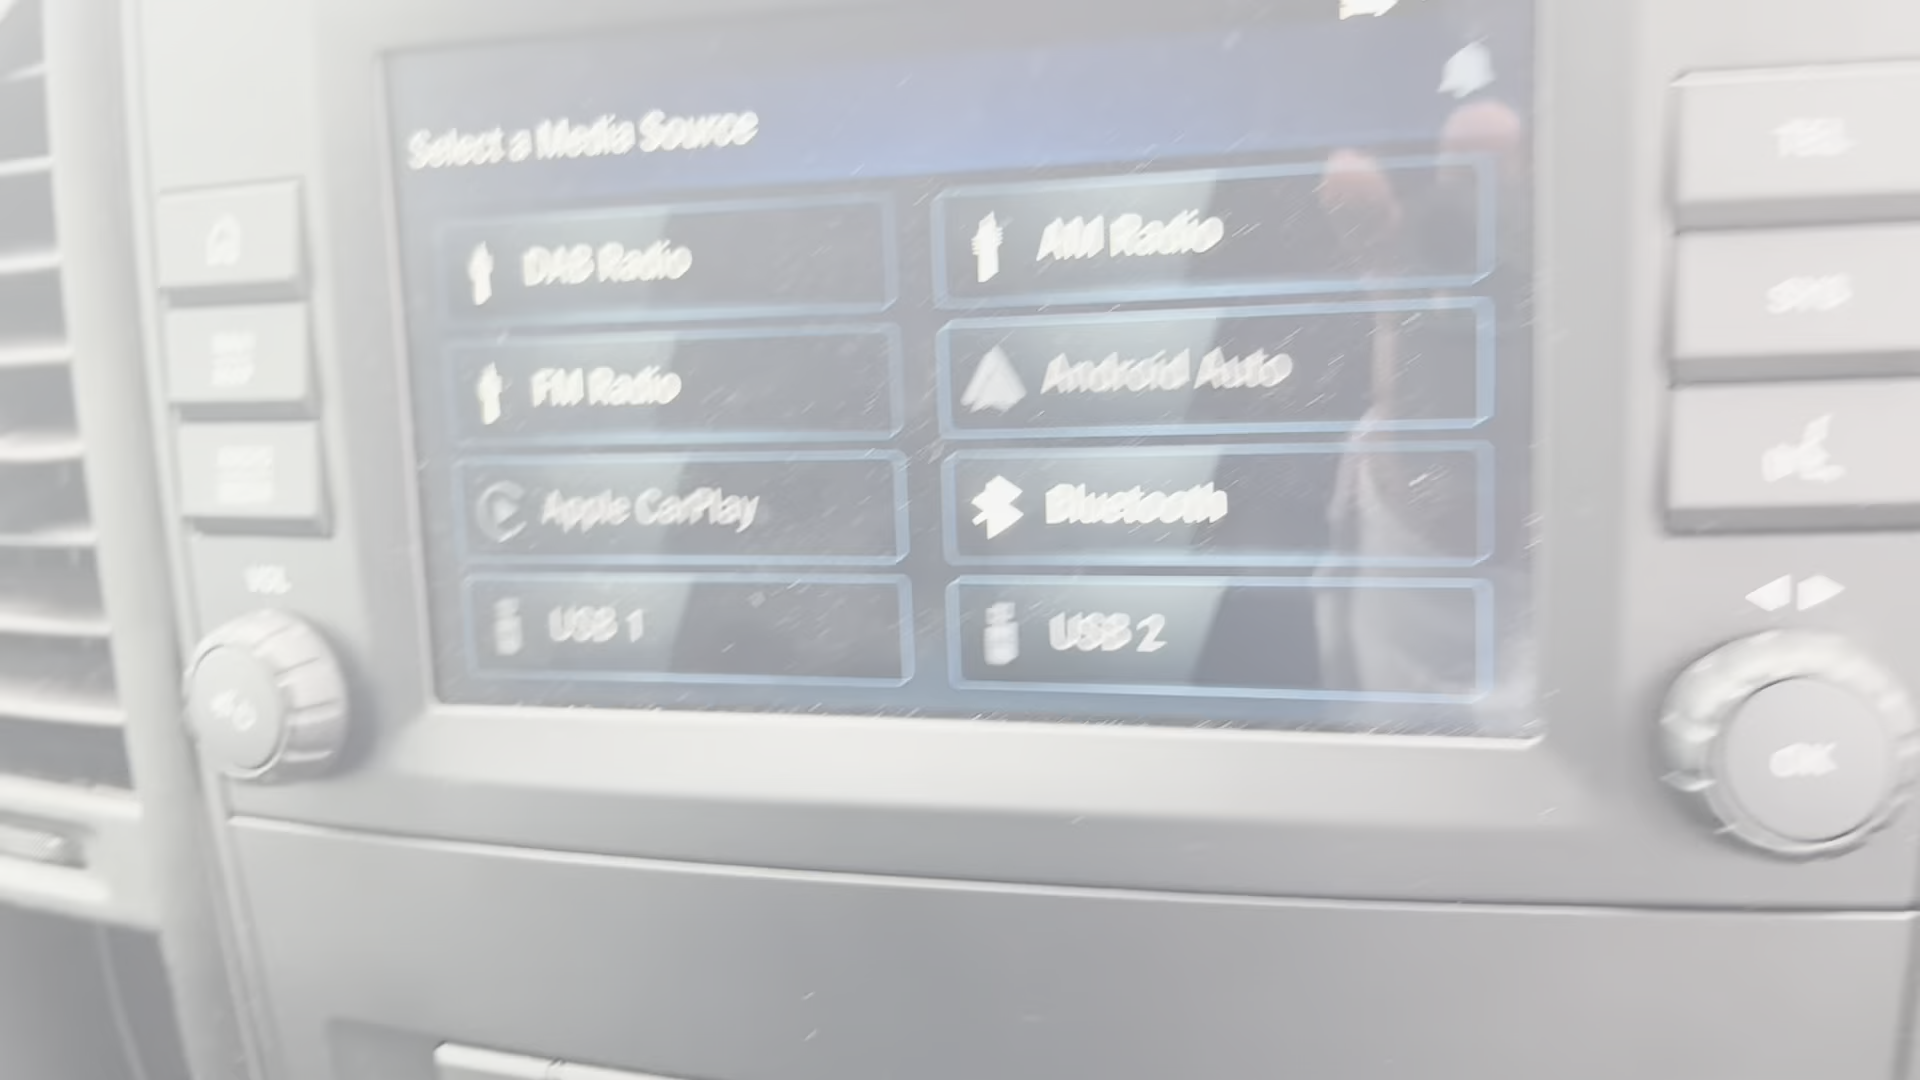 Select a Media Source
DAB Radio
AM Radio
FM Radio
Android Auto
Apple CarPlay
Bluetooth
USB 1
USB 2
VOL
TEL
OK